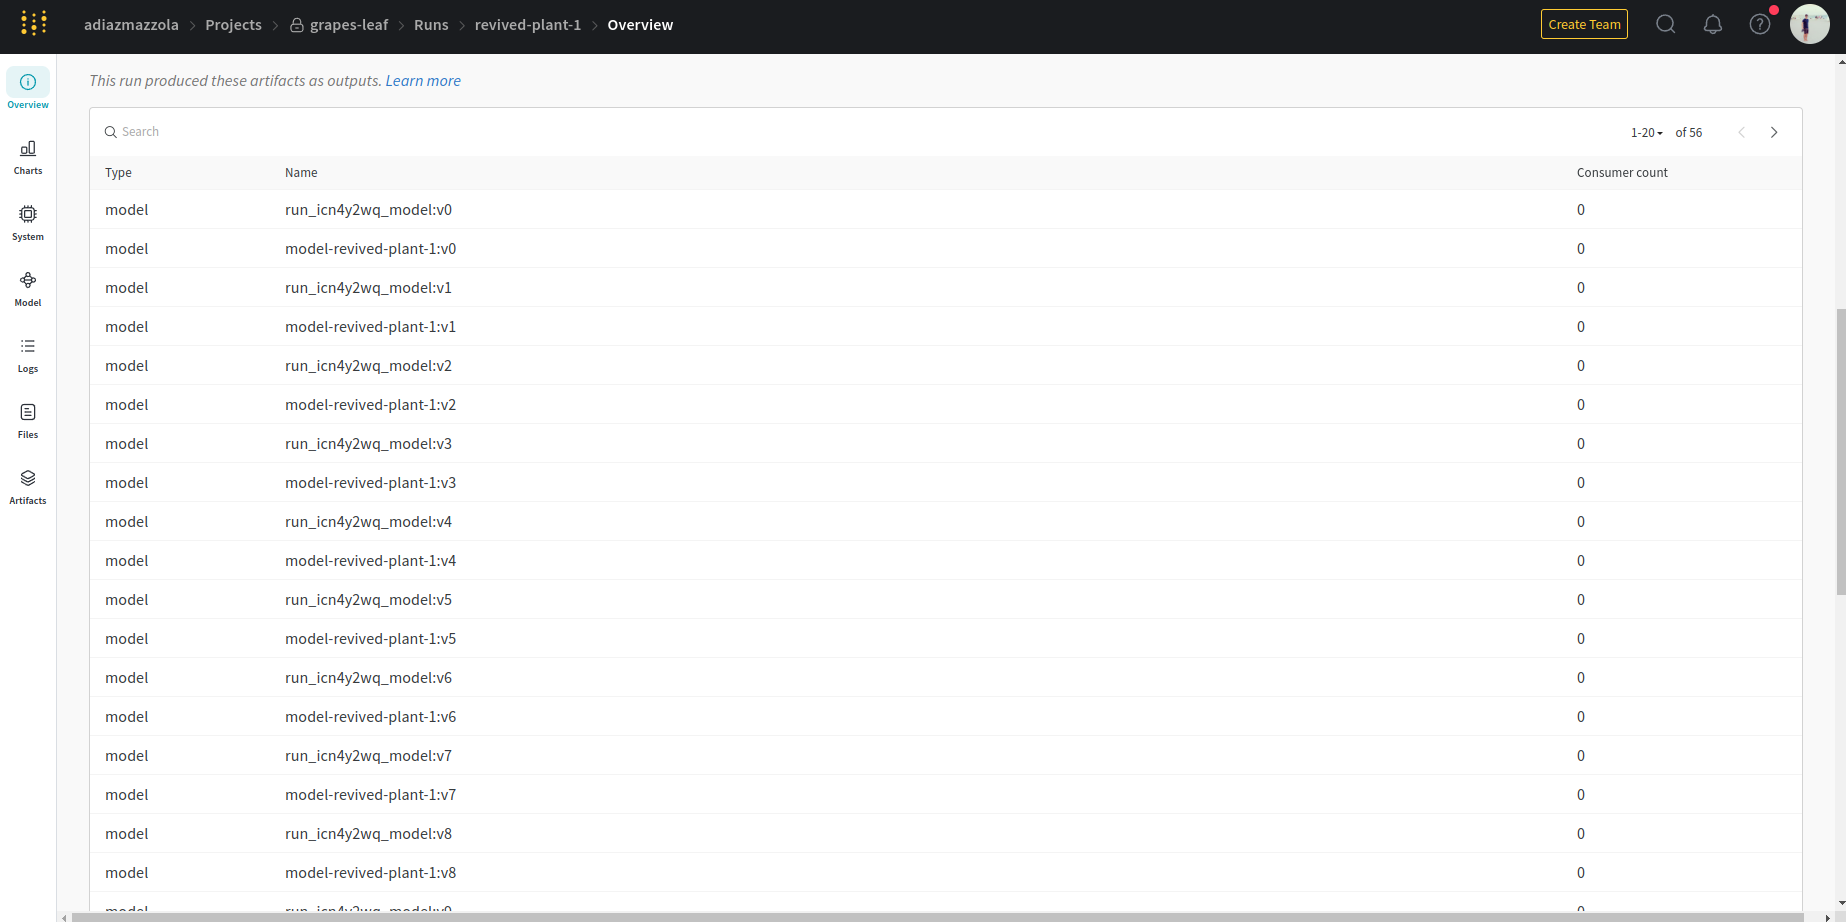 adiazmazzola > Projects > grapes-leaf > Runs > revived-plant-1 > Overview
Create Team
This run produced these artifacts as outputs. Learn more
Overview
Charts
System
Model
Logs
Files
Artifacts
Search
1-20 of 56
Type Name Consumer count
model run_icn4y2wq_model:v0 0
model model-revived-plant-1:v0 0
model run_icn4y2wq_model:v1 0
model model-revived-plant-1:v1 0
model run_icn4y2wq_model:v2 0
model model-revived-plant-1:v2 0
model run_icn4y2wq_model:v3 0
model model-revived-plant-1:v3 0
model run_icn4y2wq_model:v4 0
model model-revived-plant-1:v4 0
model run_icn4y2wq_model:v5 0
model model-revived-plant-1:v5 0
model run_icn4y2wq_model:v6 0
model model-revived-plant-1:v6 0
model run_icn4y2wq_model:v7 0
model model-revived-plant-1:v7 0
model run_icn4y2wq_model:v8 0
model model-revived-plant-1:v8 0
model run_icn4y2wq_model:v9 0